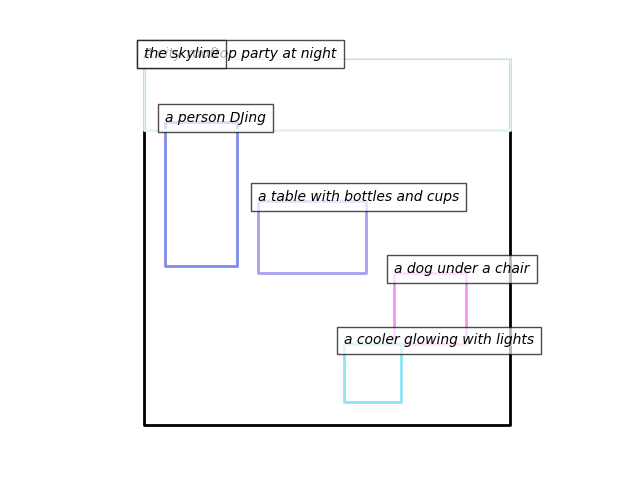 the skyline
party at night
a person DJing
a table with bottles and cups
a dog under a chair
a cooler glowing with lights